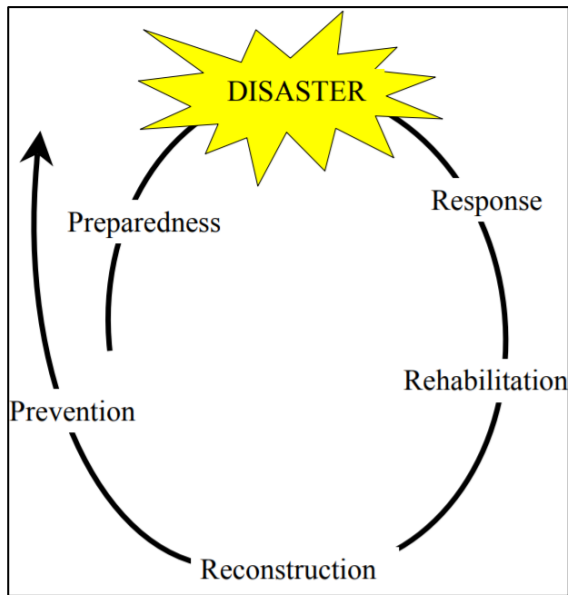 DISASTER
Response
Preparedness
Rehabilitation
Prevention
Reconstruction